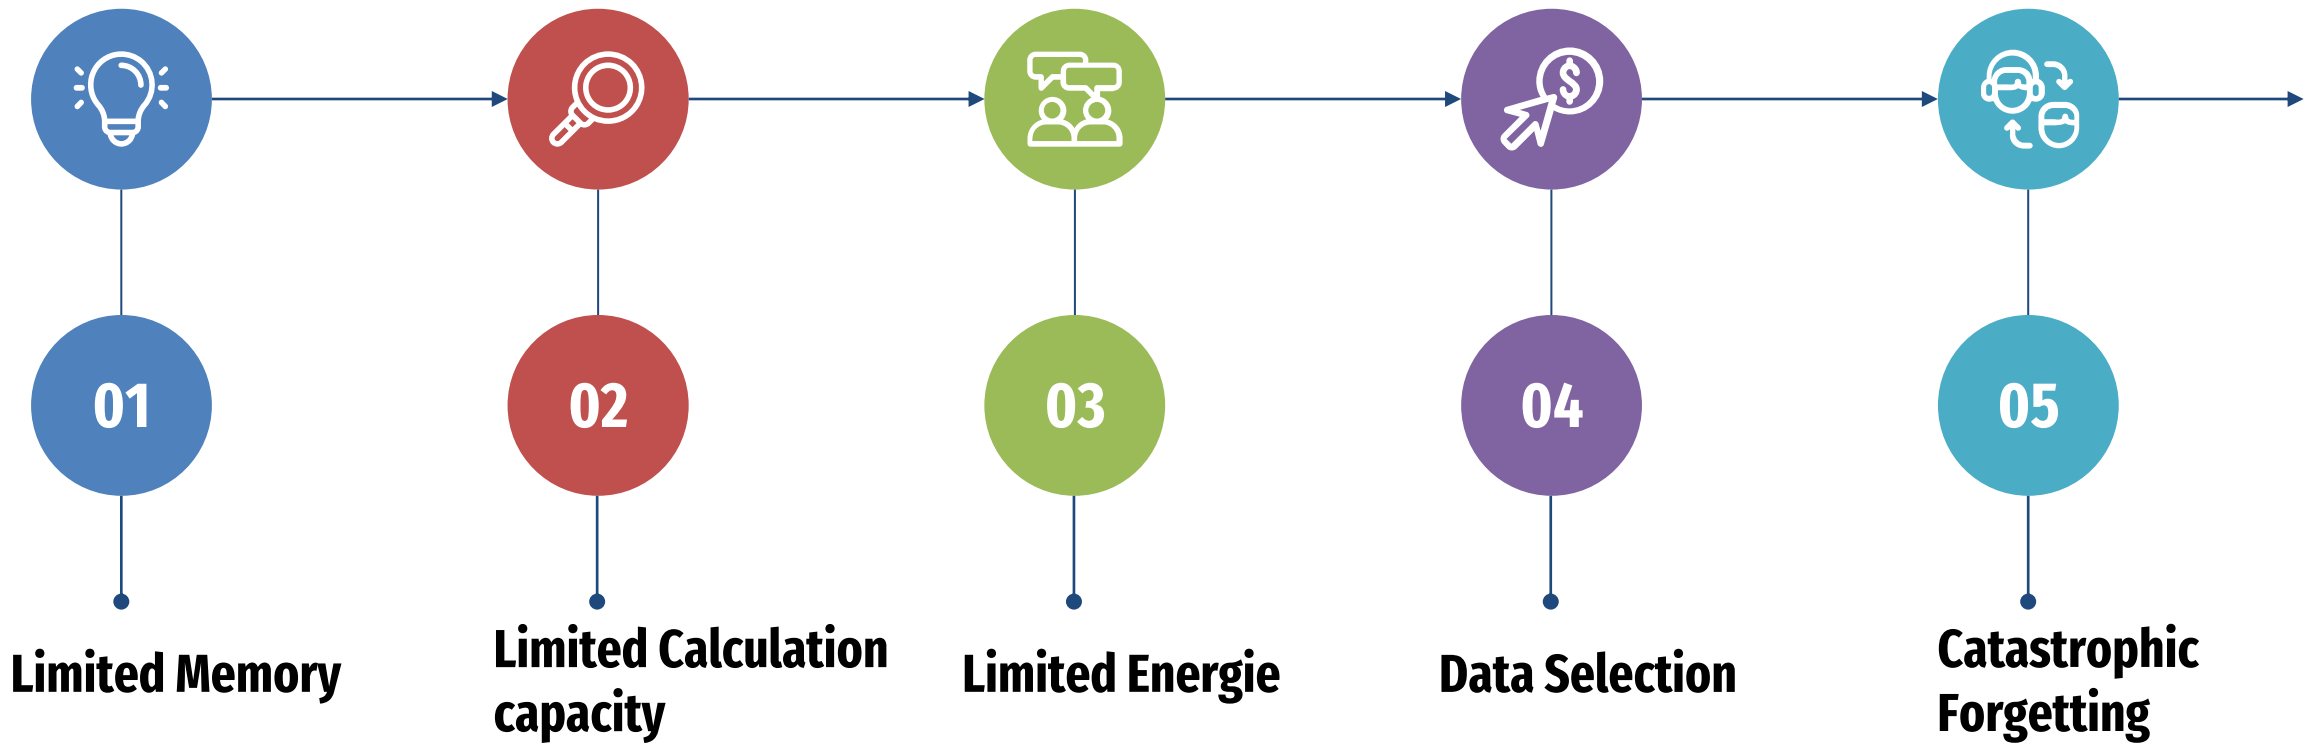 $
01
02
03
04
05
Limited Memory
Limited Calculation
capacity
Limited Energie
Data Selection
Catastrophic
Forgetting